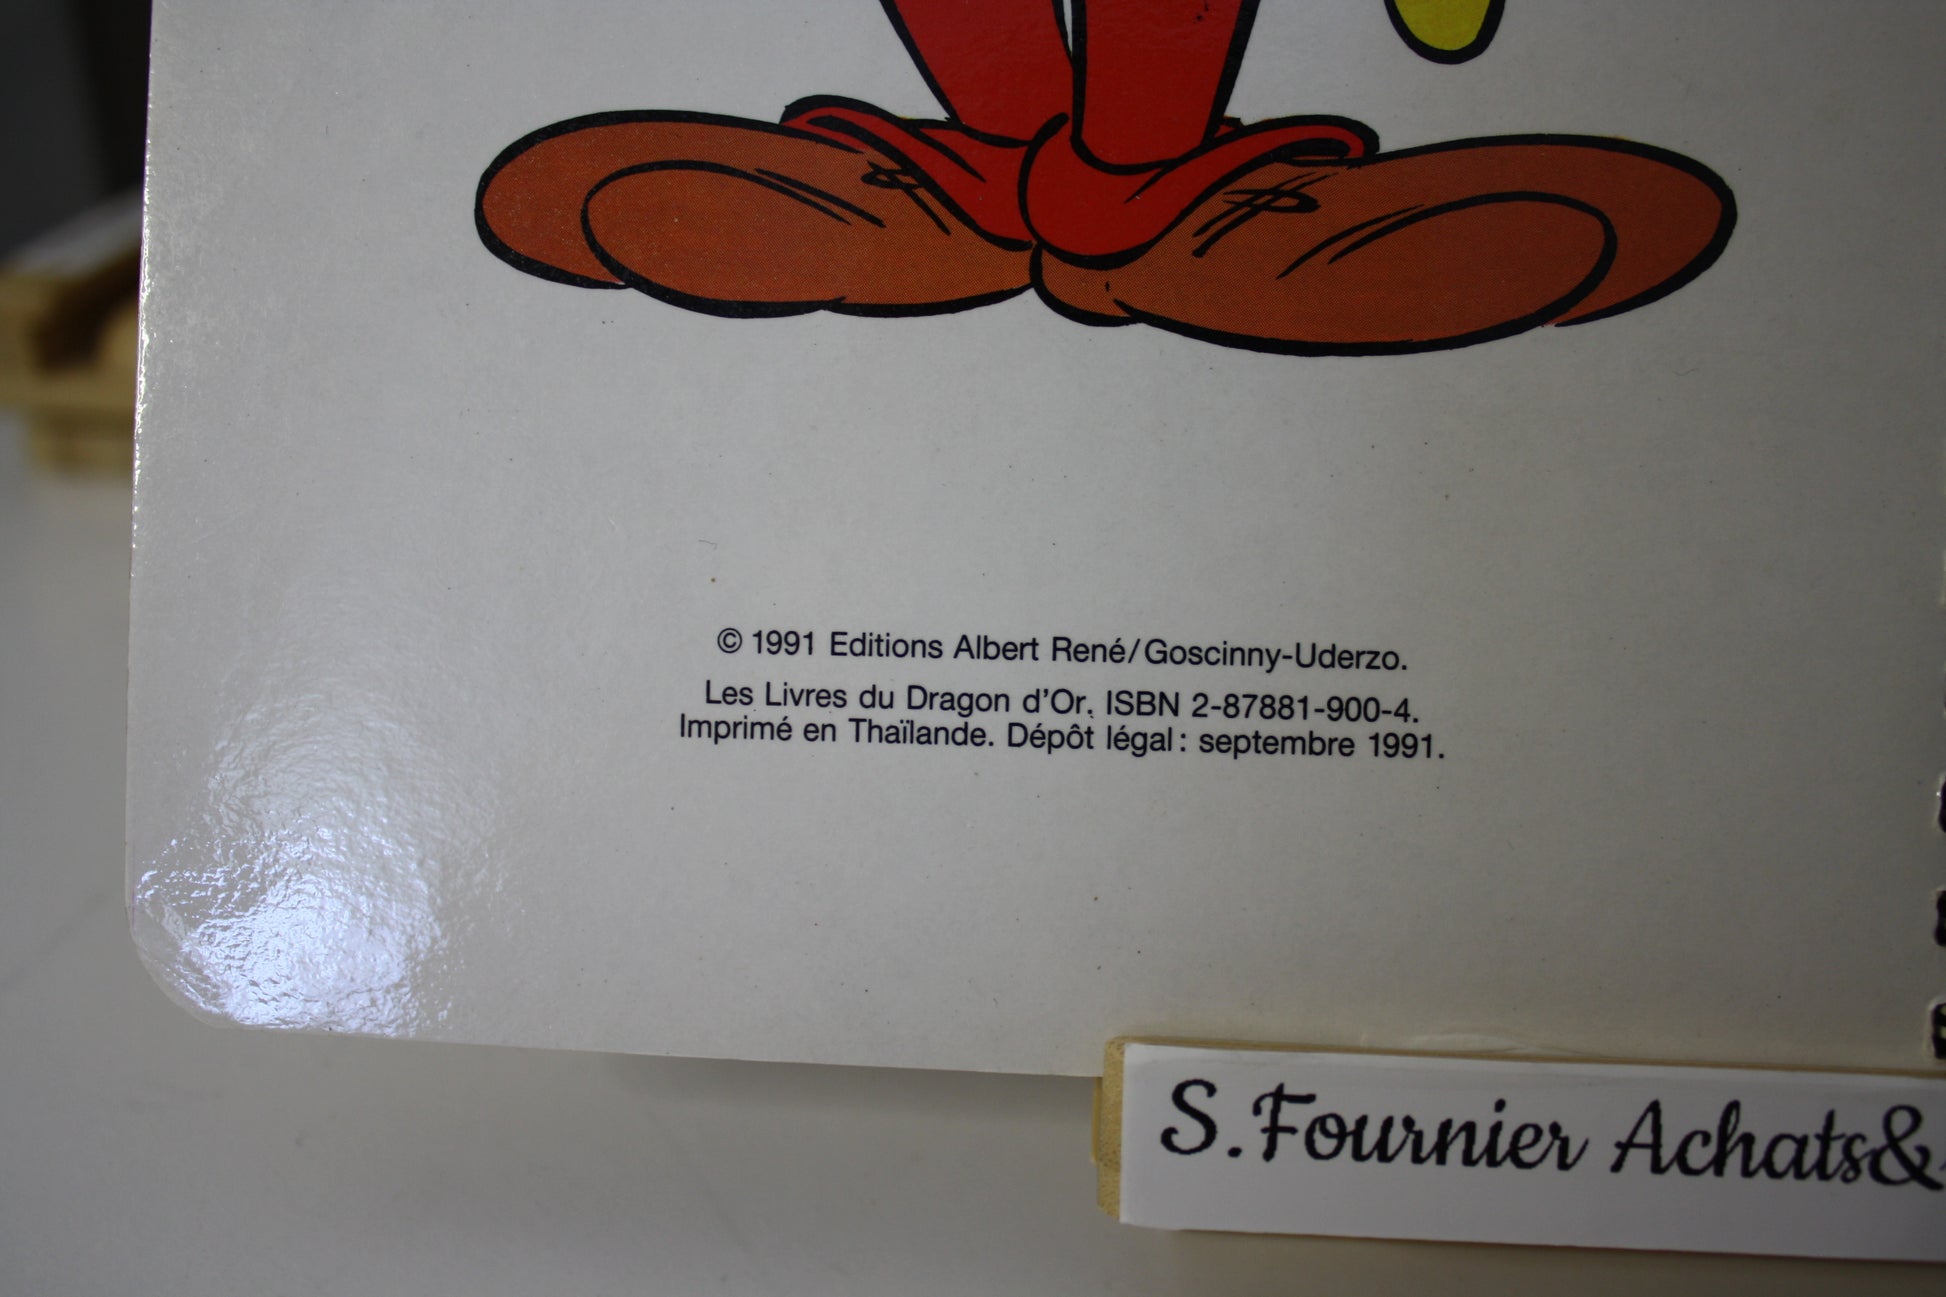 © 1991 Editions Albert René/Goscinny-Uderzo.
Les Livres du Dragon d'Or. ISBN 2-87881-900-4.
Imprimé en Thaïlande. Dépôt légal : septembre 1991.
S.Fournier Achats&